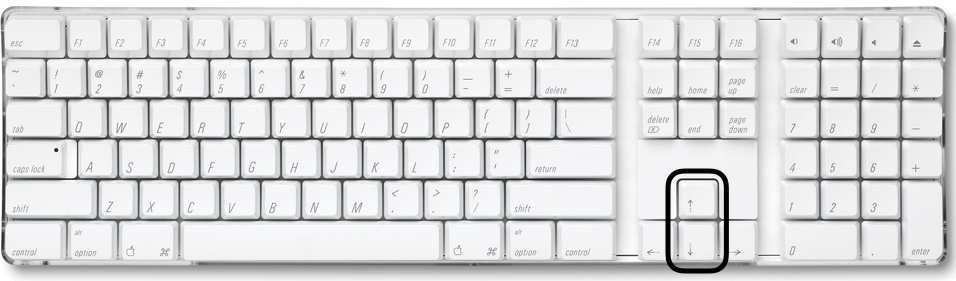 esc F1 F2 F3 F4 F5 F6 F7 F8 F9 F10 F11 F12 F13 F14 F15 F16
~ ! @ # $ % ^ & * ( ) — +
` 1 2 3 4 5 6 7 8 9 0 - = delete help home page up clear = / *
tab Q W E R T Y U I O P { [ } ] | \ delete ⌦ end page down 7 8 9 −
caps lock A S D F G H J K L : ; " ' return 4 5 6 +
shift Z X C V B N M < , > . ? / shift ↑ 1 2 3
control alt option ⌘ ⌘ alt option control ← ↓ → 0 . enter